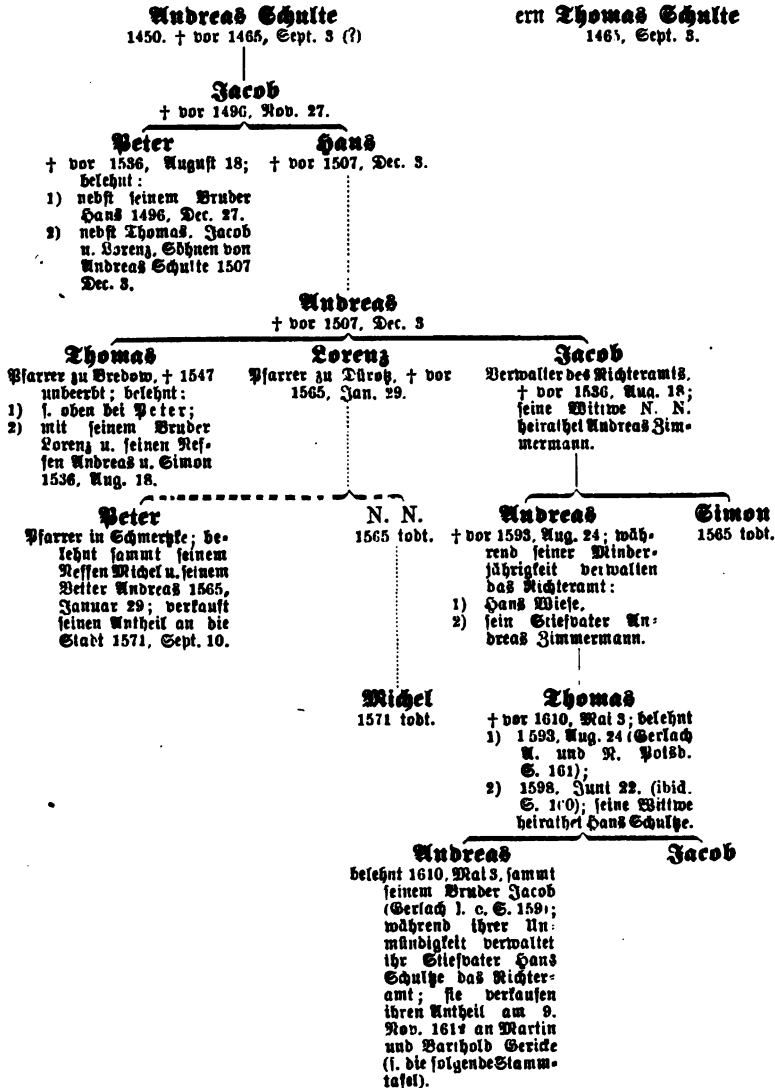 Andreas Schulte
1450. † vor 1465, Sept. 3 (?)
ern Thomas Schulte
1465, Sept. 3.
Jacob
† vor 1496, Nov. 27.
Peter
† vor 1536, August 18;
belehnt:
1) nebst seinem Bruder
Hans 1496, Dec. 27.
2) nebst Thomas, Jacob
u. Lorenz, Söhnen von
Andreas Schulte 1507
Dec. 3.
Hans
† vor 1507, Dec. 3.
Andreas
† vor 1507, Dec. 3
Thomas
Pfarrer zu Bredow, † 1547
unbeerbt; belehnt:
1) s. oben bei Peter;
2) mit seinem Bruder
Lorenz u. seinen Nef-
fen Andreas u. Simon
1536, Aug. 18.
Lorenz
Pfarrer zu Dürotz, † vor
1565, Jan. 29.
Jacob
Verwalter des Richteramts,
† vor 1536, Aug. 18;
seine Wittwe N. N.
heirathet Andreas Zim-
mermann.
Peter
Pfarrer in Schmertzke; be-
lehnt sammt seinem
Neffen Michel u. seinem
Vetter Andreas 1565,
Januar 29; verkauft
seinen Antheil an die
Stadt 1571, Sept. 10.
N. N.
1565 todt.
Andreas
† vor 1593, Aug. 24; wäh-
rend seiner Minder-
jährigkeit verwalten
das Richteramt:
1) Hans Wiese,
2) sein Stiefvater An-
dreas Zimmermann.
Simon
1565 todt.
Michel
1571 todt.
Thomas
† vor 1610, Mai 3; belehnt
1) 1593, Aug. 24 (Gerlach
A. und N. Potsd.
S. 161);
2) 1598, Juni 22. (ibid.
S. 160); seine Wittwe
heirathet Hans Schultze.
Andreas
belehnt 1610, Mai 3, sammt
seinem Bruder Jacob
(Gerlach l. c. S. 159);
während ihrer Un-
mündigkeit verwaltet
ihr Stiefvater Hans
Schultze das Richter-
amt; sie verkaufen
ihren Antheil am 9.
Nov. an Martin
und Barthold Gericke
(s. die folgende Stamm-
tafel).
Jacob